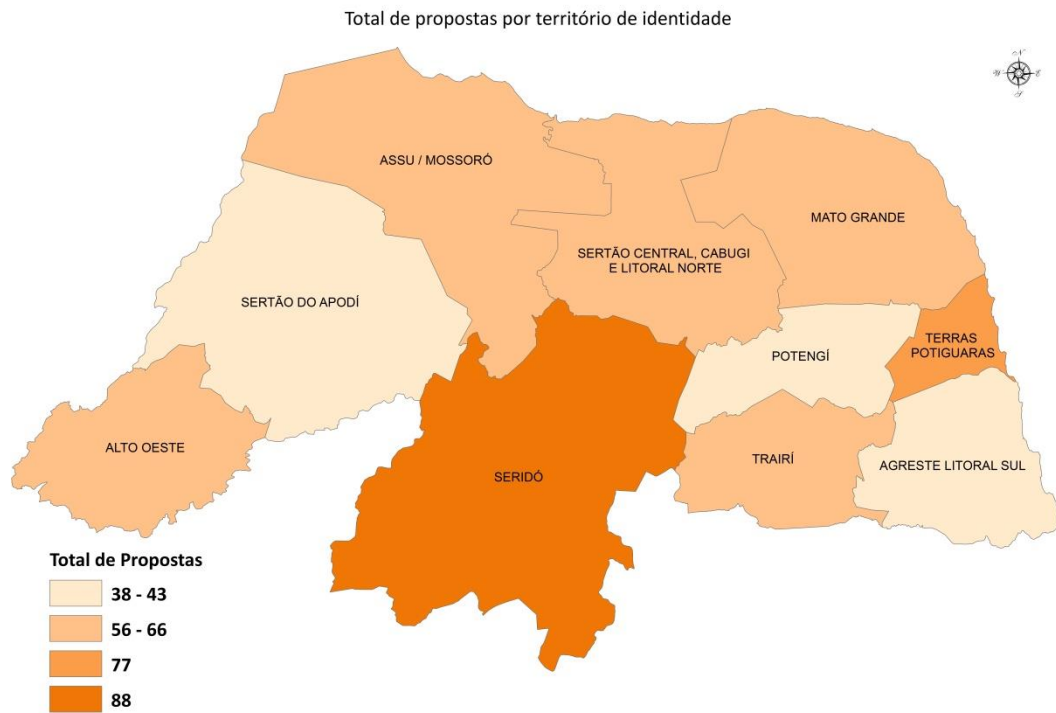 Total de propostas por território de identidade
N
W
E
S
ASSU / MOSSORÓ
MATO GRANDE
SERTÃO CENTRAL, CABUGI
E LITORAL NORTE
SERTÃO DO APODÍ
TERRAS
POTIGUARAS
POTENGÍ
ALTO OESTE
TRAIRÍ
AGRESTE LITORAL SUL
SERIDÓ
Total de Propostas
38 - 43
56 - 66
77
88